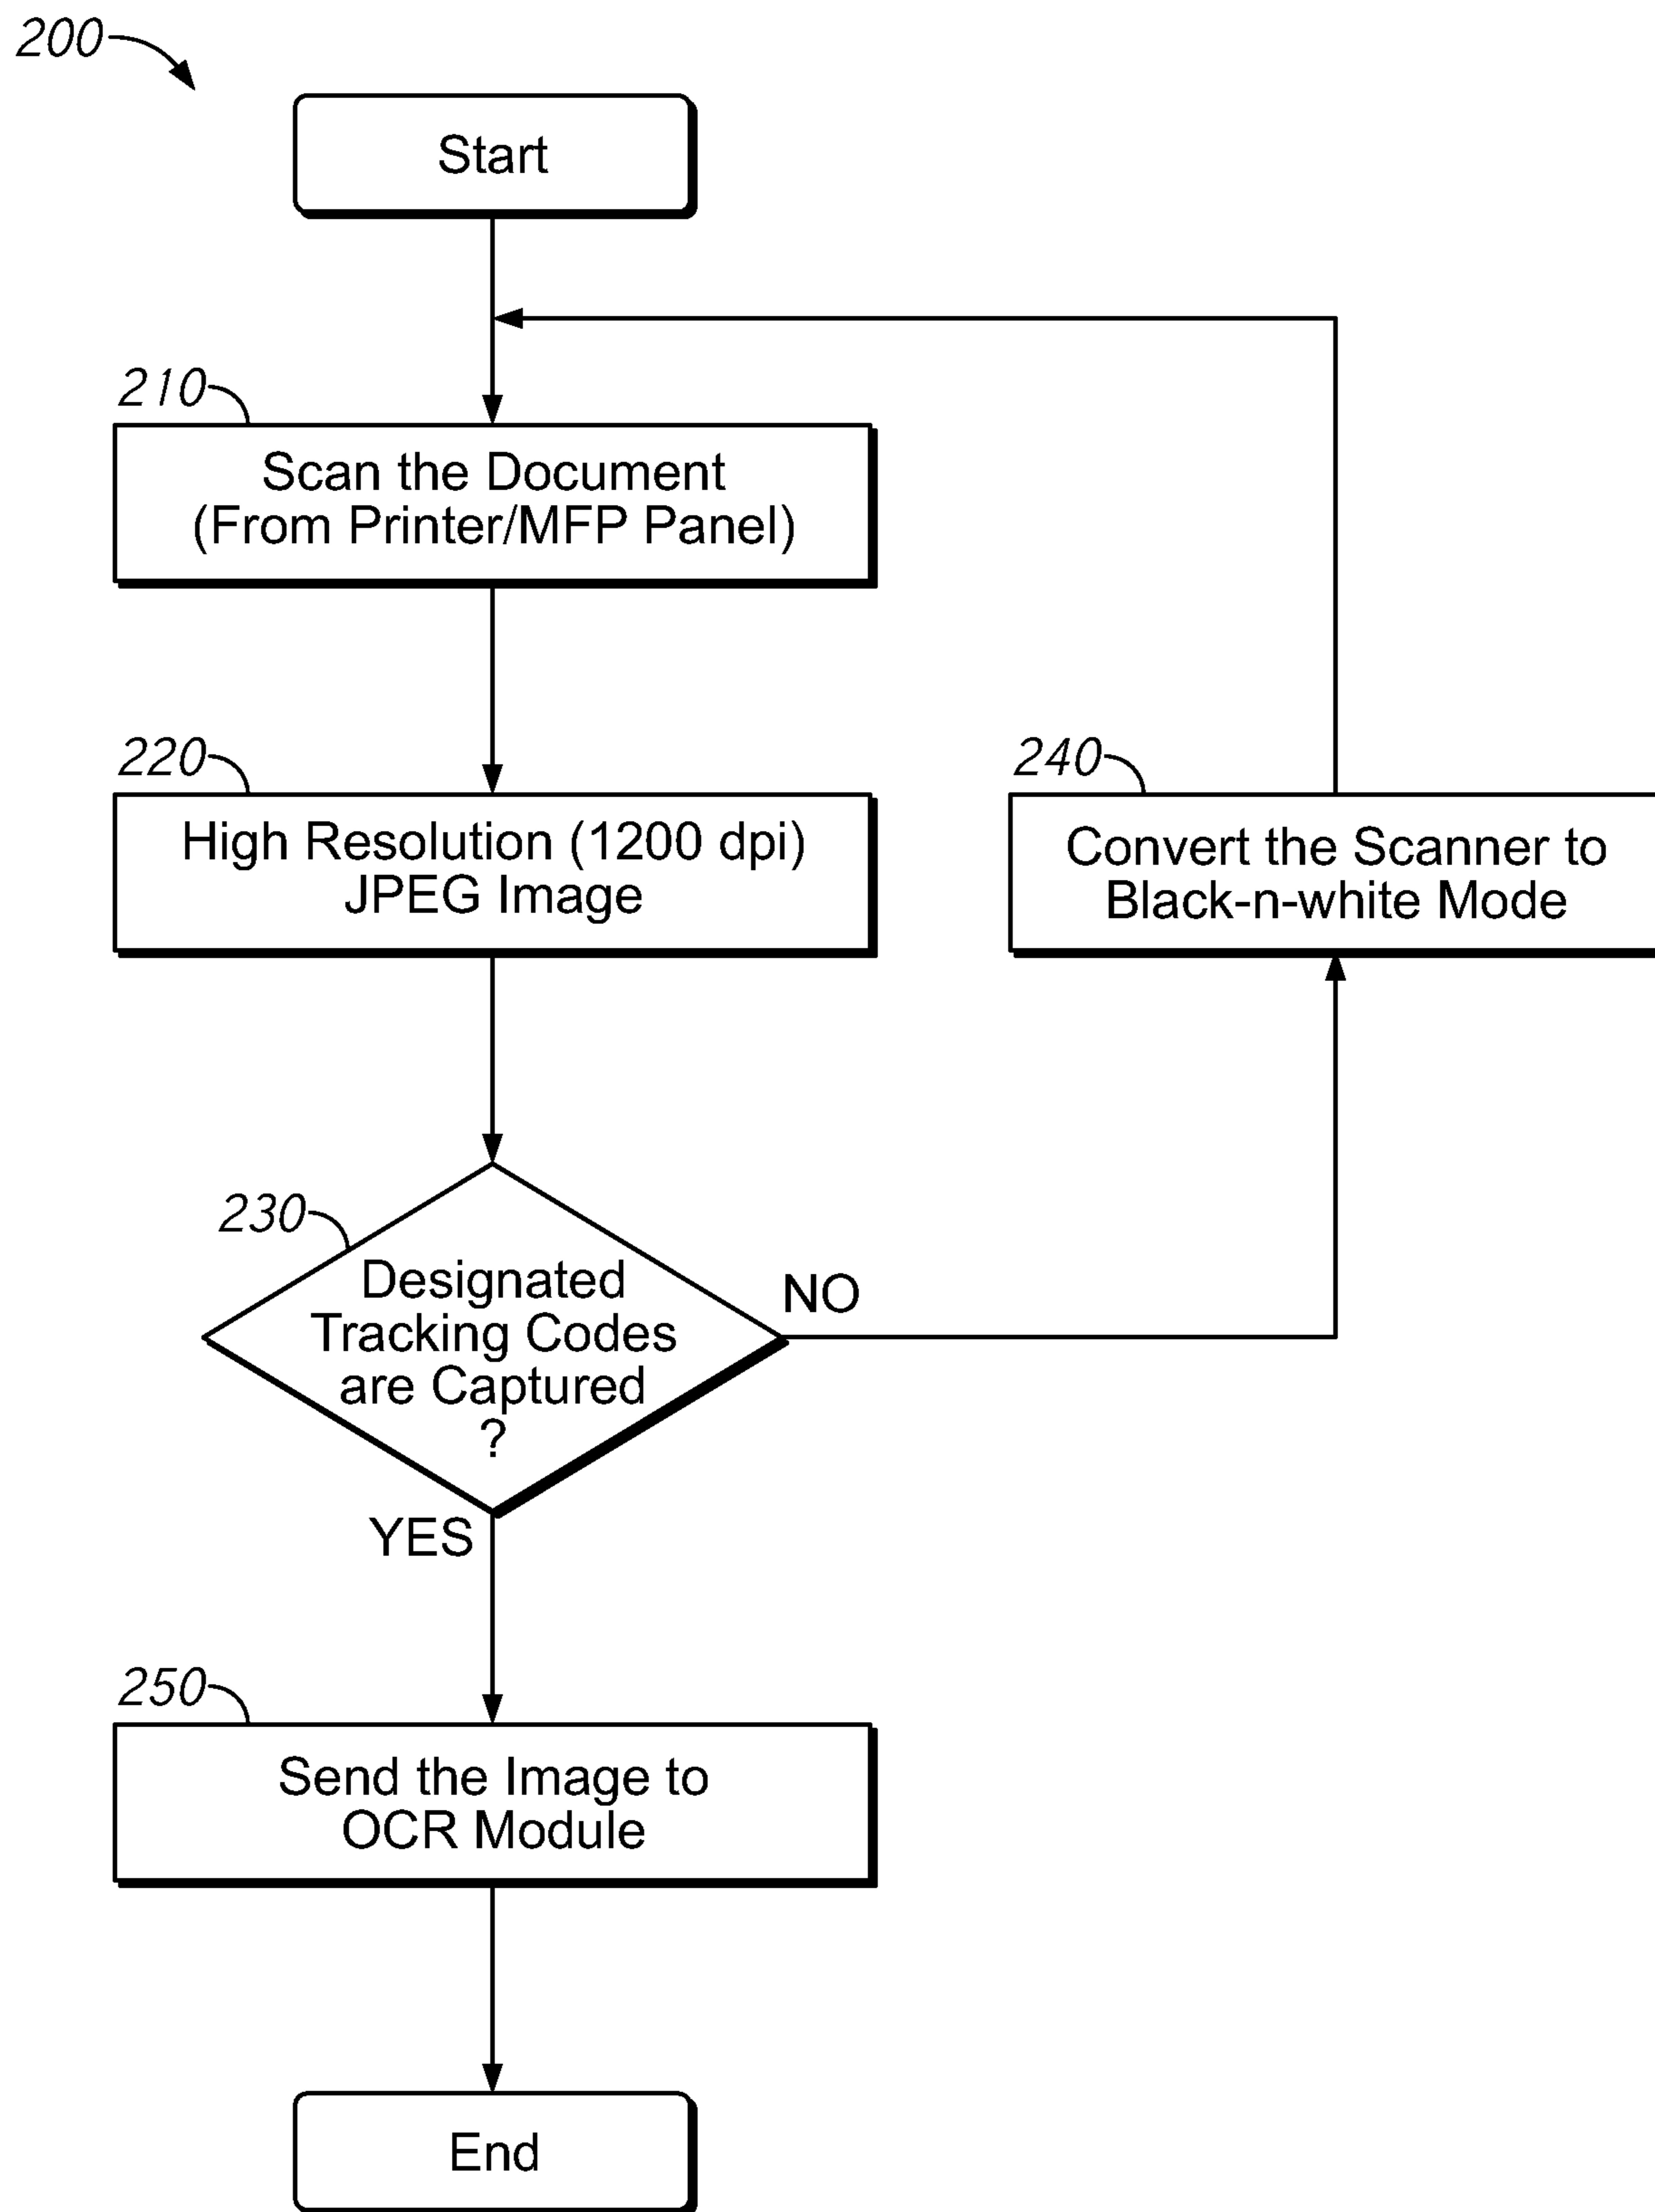 200
Start
210
Scan the Document
(From Printer/MFP Panel)
220
High Resolution (1200 dpi)
JPEG Image
240
Convert the Scanner to
Black-n-white Mode
230
Designated
Tracking Codes
are Captured
?
NO
YES
250
Send the Image to
OCR Module
End